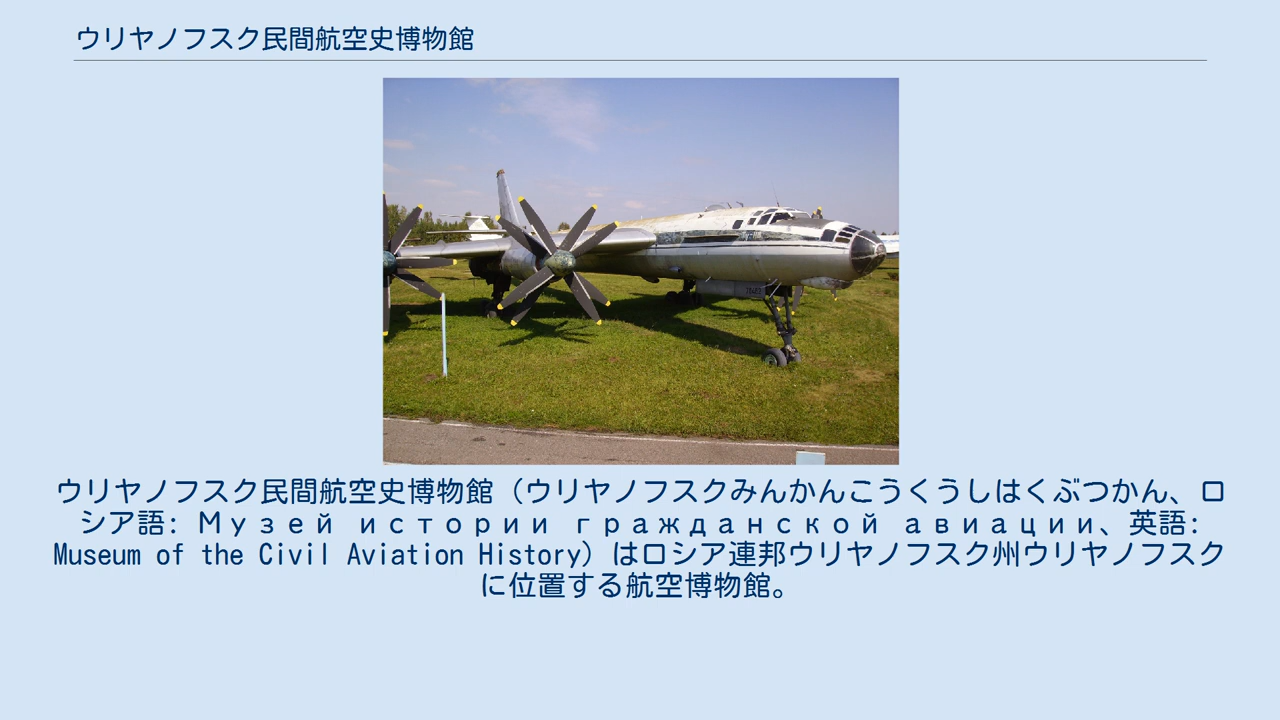 ウリヤノフスク民間航空史博物館
ウリヤノフスク民間航空史博物館（ウリヤノフスクみんかんこうくうしはくぶつかん、ロ
シア語: Музей истории гражданской авиации、英語:
Museum of the Civil Aviation History）はロシア連邦ウリヤノフスク州ウリヤノフスク
に位置する航空博物館。